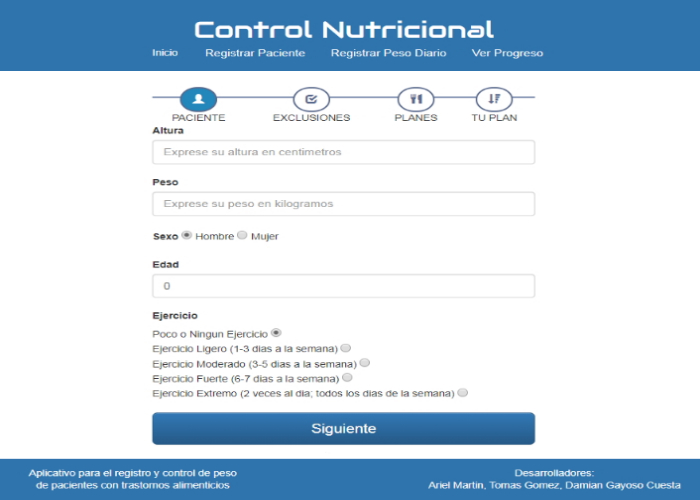 Control Nutricional
Inicio Registrar Paciente Registrar Peso Diario Ver Progreso
PACIENTE EXCLUSIONES PLANES TU PLAN
Altura
Exprese su altura en centimetros
Peso
Exprese su peso en kilogramos
Sexo Hombre Mujer
Edad
0
Ejercicio
Poco o Ningun Ejercicio
Ejercicio Ligero (1-3 dias a la semana)
Ejercicio Moderado (3-5 dias a la semana)
Ejercicio Fuerte (6-7 dias a la semana)
Ejercicio Extremo (2 veces al dia; todos los dias de la semana)
Siguiente
Aplicativo para el registro y control de peso
de pacientes con trastornos alimenticios
Desarrolladores:
Ariel Martin, Tomas Gomez, Damian Gayoso Cuesta